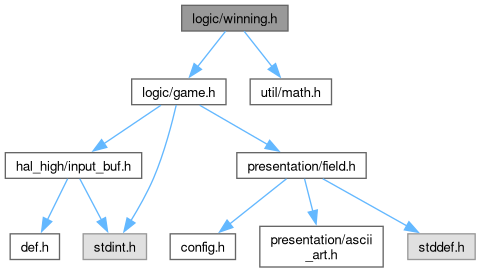 logic/winning.h
logic/game.h
util/math.h
hal_high/input_buf.h
presentation/field.h
def.h
stdint.h
config.h
presentation/ascii
_art.h
stddef.h